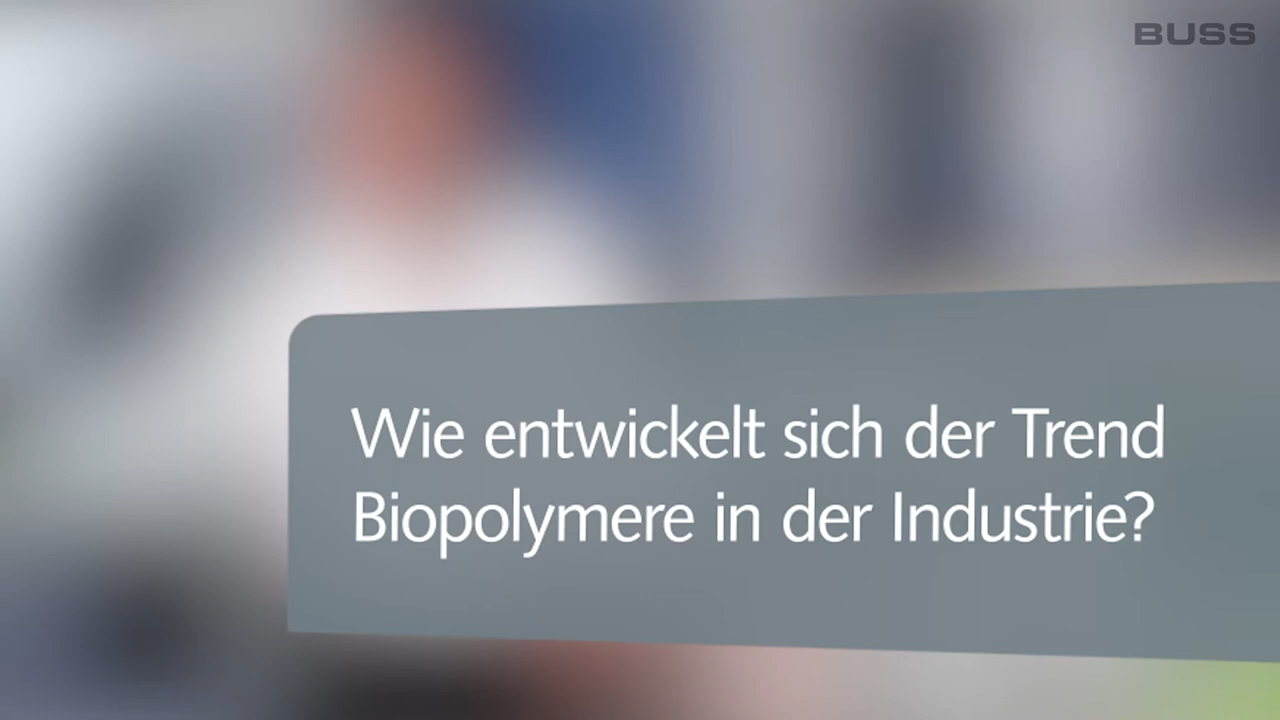 BUSS
Wie entwickelt sich der Trend
Biopolymere in der Industrie?